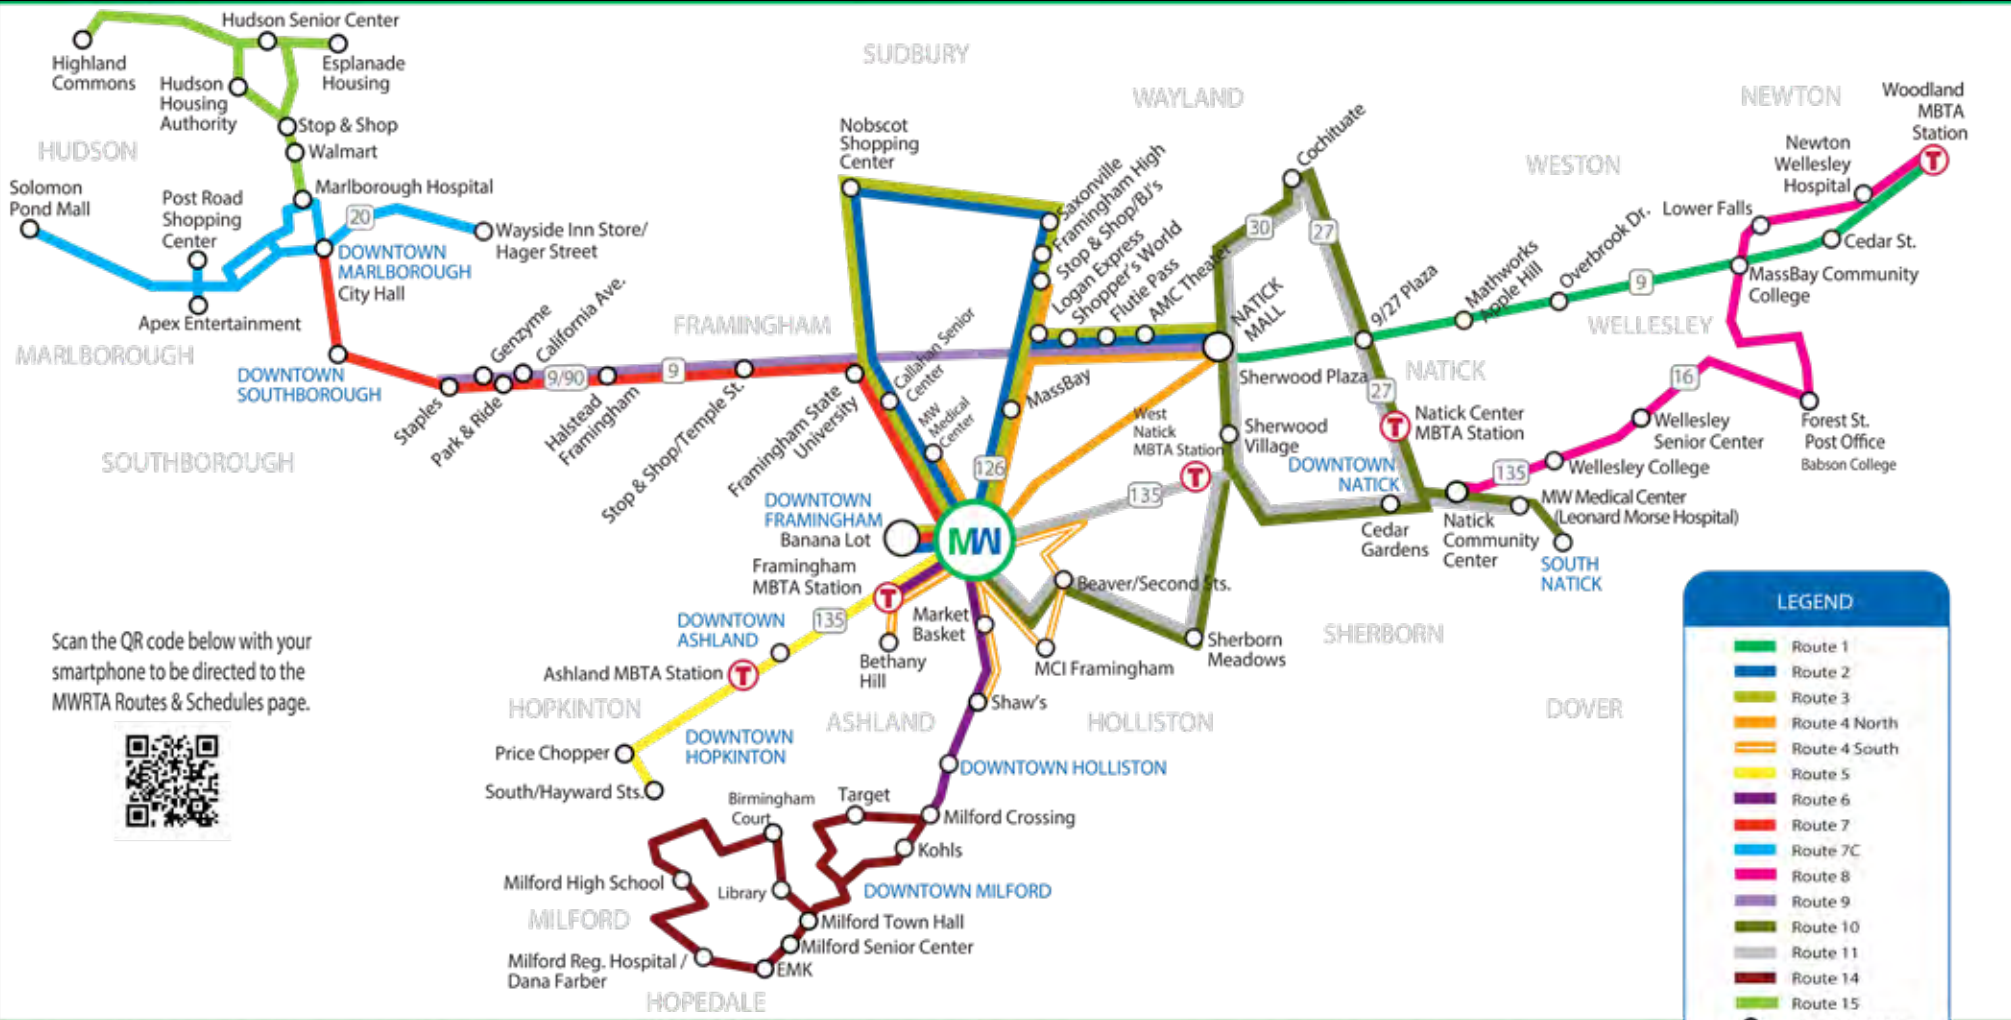 Hudson Senior Center
Highland
Commons
Esplanade
Housing
Hudson
Housing
Authority
Stop & Shop
Walmart
HUDSON
Marlborough Hospital
Solomon
Pond Mall
Post Road
Shopping
Center
20
Wayside Inn Store/
Hager Street
DOWNTOWN
MARLBOROUGH
City Hall
Apex Entertainment
MARLBOROUGH
DOWNTOWN
SOUTHBOROUGH
SOUTHBOROUGH
Staples
Genzyme
Park & Ride
California Ave.
9/90
Halstead
Framingham
9
Stop & Shop/Temple St.
FRAMINGHAM
Framingham State
University
SUDBURY
Nobscot
Shopping
Center
Callahan Senior
Center
MW
Medical
Center
Saxonville
Framingham High
Stop & Shop/BJ's
Logan Express
Shopper's World
Flutie Pass
AMC Theater
MassBay
126
NATICK
MALL
WAYLAND
Cochituate
30
27
9/27 Plaza
Sherwood Plaza
27
NATICK
Mathworks
Apple Hill
Overbrook Dr.
9
WESTON
NEWTON
Woodland
MBTA
Station
T
Newton
Wellesley
Hospital
Lower Falls
Cedar St.
MassBay Community
College
WELLESLEY
16
Wellesley
Senior Center
Forest St.
Post Office
Babson College
Wellesley College
135
Natick Center
MBTA Station
T
Sherwood
Village
West
Natick
MBTA Station
T
135
DOWNTOWN
NATICK
Cedar
Gardens
Natick
Community
Center
MW Medical Center
(Leonard Morse Hospital)
SOUTH
NATICK
DOWNTOWN
FRAMINGHAM
Banana Lot
MW
Framingham
MBTA Station
T
Beaver/Second Sts.
Market
Basket
Bethany
Hill
MCI Framingham
Sherborn
Meadows
SHERBORN
DOVER
135
DOWNTOWN
ASHLAND
Ashland MBTA Station
T
HOPKINTON
Shaw's
ASHLAND
HOLLISTON
Price Chopper
DOWNTOWN
HOPKINTON
South/Hayward Sts.
DOWNTOWN HOLLISTON
Birmingham
Court
Target
Milford Crossing
Kohls
Milford High School
Library
DOWNTOWN MILFORD
MILFORD
Milford Town Hall
Milford Senior Center
Milford Reg. Hospital /
Dana Farber
EMK
HOPEDALE
Scan the QR code below with your
smartphone to be directed to the
MWRTA Routes & Schedules page.
LEGEND
Route 1
Route 2
Route 3
Route 4 North
Route 4 South
Route 5
Route 6
Route 7
Route 7C
Route 8
Route 9
Route 10
Route 11
Route 14
Route 15